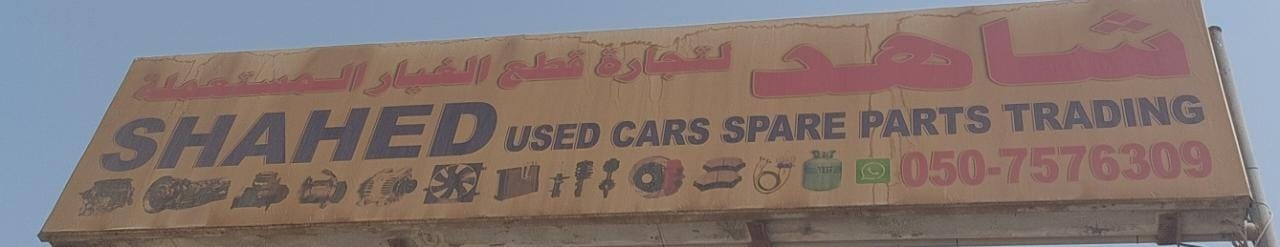 شاهد لتجارة قطع الغيار المستعملة
SHAHED USED CARS SPARE PARTS TRADING
050-7576309